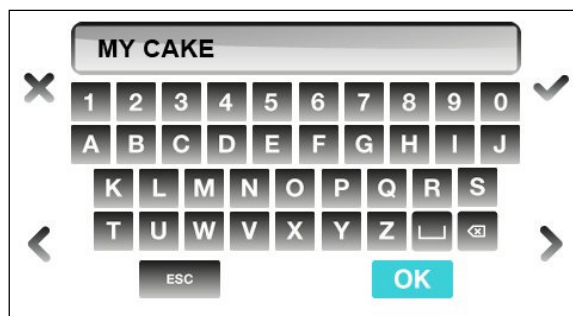 MY CAKE
1 2 3 4 5 6 7 8 9 0
A B C D E F G H I J
K L M N O P Q R S
T U W V X Y Z
ESC OK